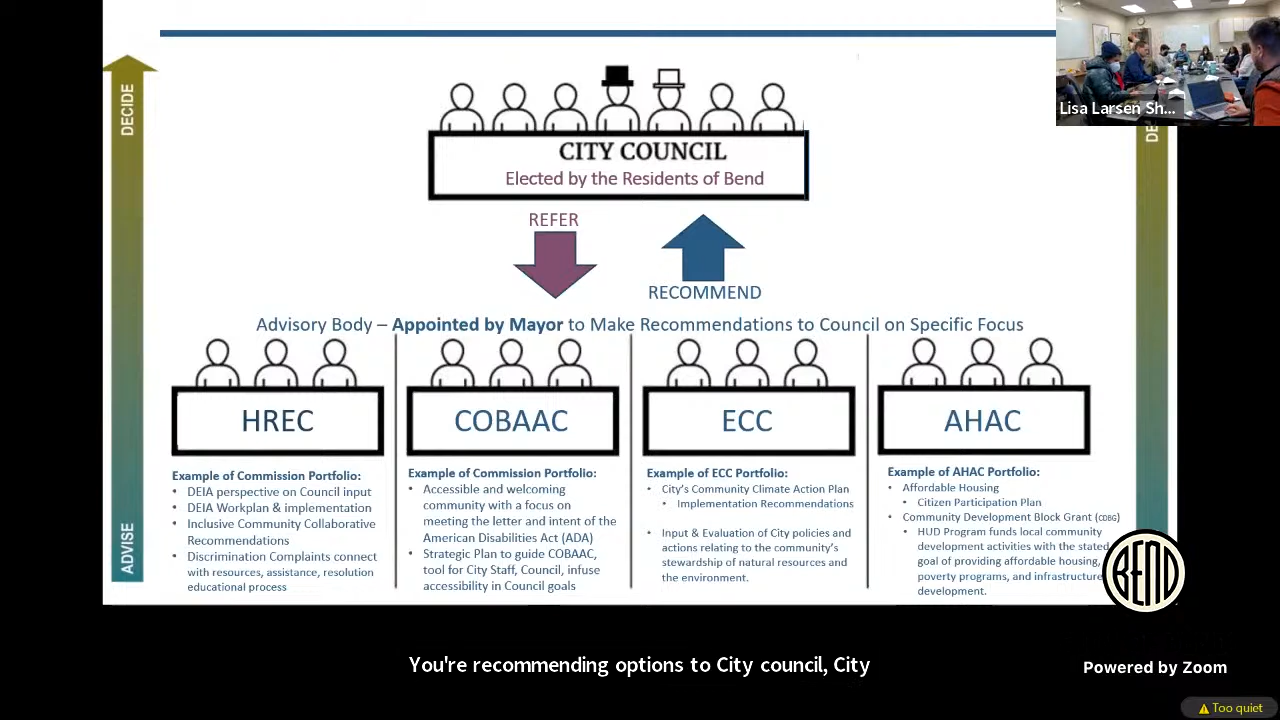 DECIDE
Lisa Larsen Sh...
DE
CITY COUNCIL
Elected by the Residents of Bend
REFER
RECOMMEND
Advisory Body – Appointed by Mayor to Make Recommendations to Council on Specific Focus
HREC
COBAAC
ECC
AHAC
Example of Commission Portfolio:
• DEIA perspective on Council input
• DEIA Workplan & implementation
• Inclusive Community Collaborative
Recommendations
• Discrimination Complaints connect
with resources, assistance, resolution
educational process
Example of Commission Portfolio:
• Accessible and welcoming
community with a focus on
meeting the letter and intent of the
American Disabilities Act (ADA)
• Strategic Plan to guide COBAAC,
tool for City Staff, Council, infuse
accessibility in Council goals
Example of ECC Portfolio:
• City's Community Climate Action Plan
• Implementation Recommendations
• Input & Evaluation of City policies and
actions relating to the community's
stewardship of natural resources and
the environment.
Example of AHAC Portfolio:
• Affordable Housing
• Citizen Participation Plan
• Community Development Block Grant (CDBG)
• HUD Program funds local community
development activities with the stated
goal of providing affordable housing,
poverty programs, and infrastructure
development.
ADVISE
BEND
You're recommending options to City council, City
Powered by Zoom
Too quiet